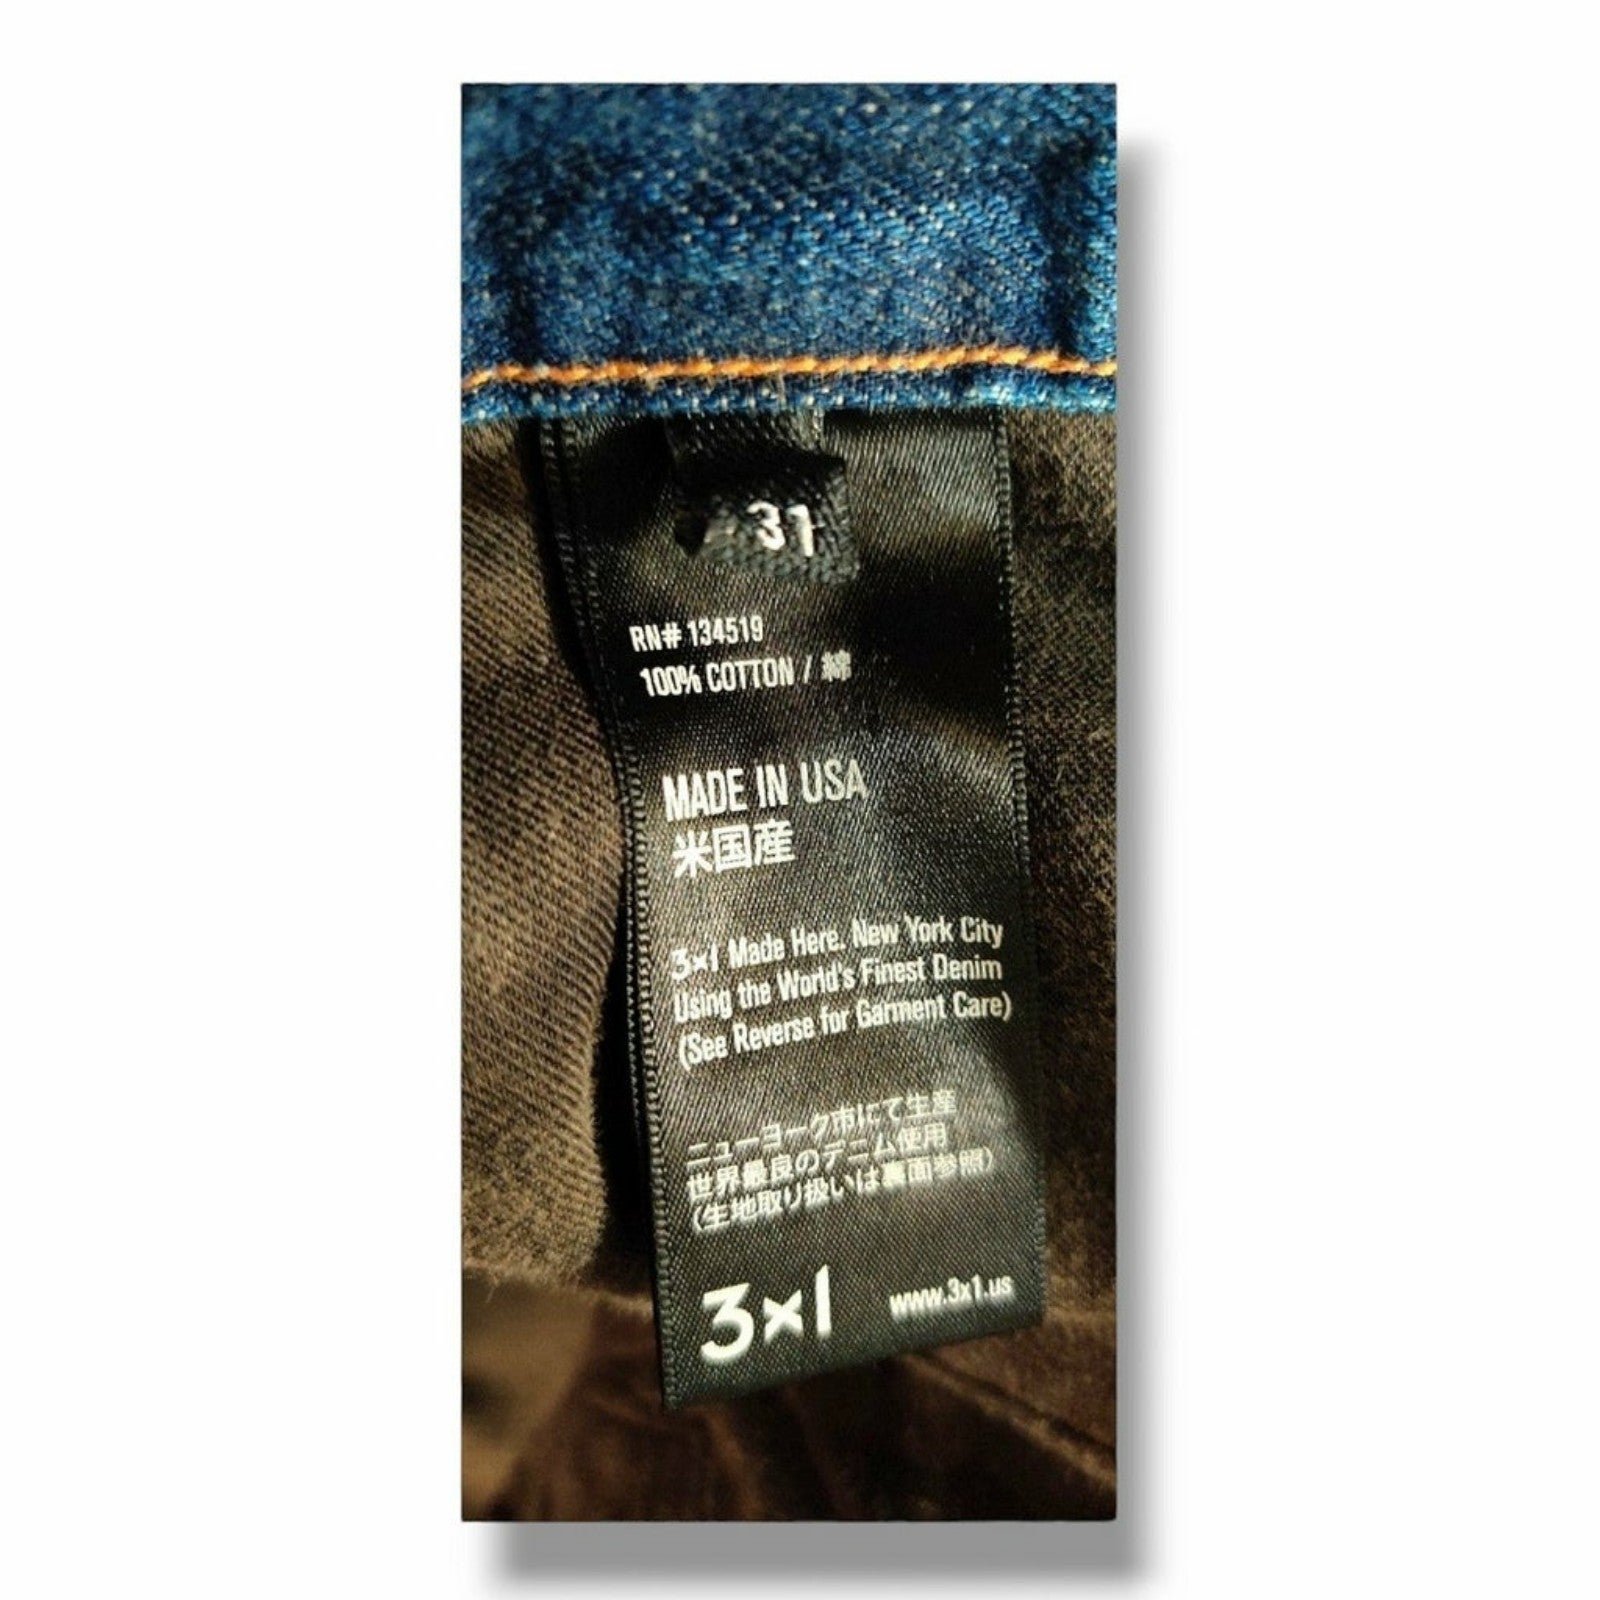 31
RN# 134519
100% COTTON / 綿
MADE IN USA
米国産
3×1 Made Here. New York City
Using the World's Finest Denim
(See Reverse for Garment Care)
ニューヨーク市にて生産
世界最良のデニム使用
(生地取り扱いは裏面参照)
3×1 www.3x1.us